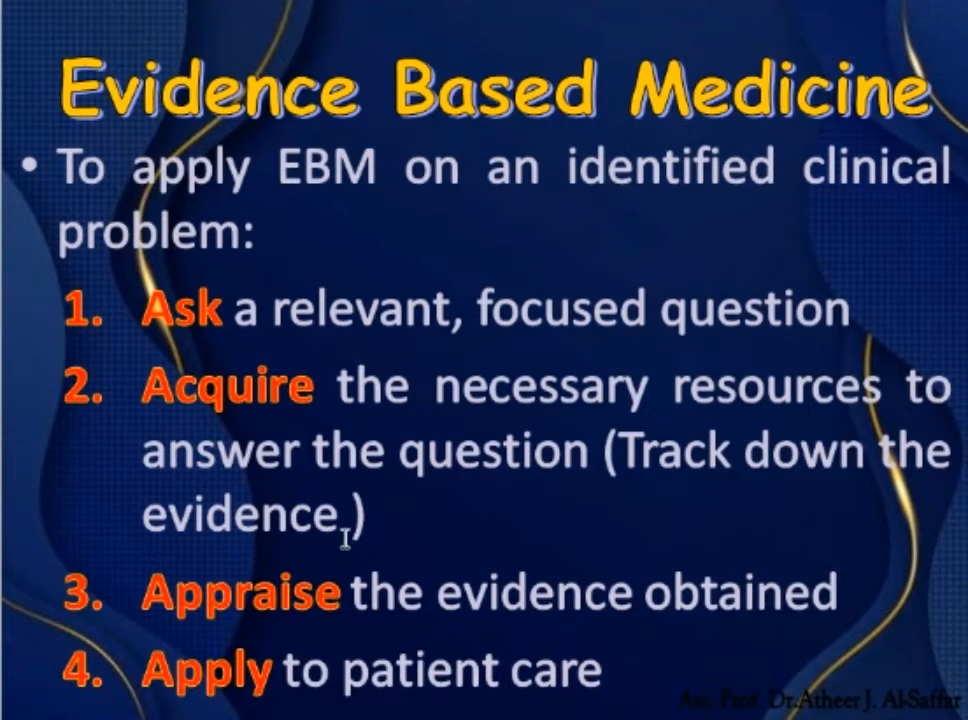 Evidence Based Medicine
• To apply EBM on an identified clinical
problem:
1. Ask a relevant, focused question
2. Acquire the necessary resources to
answer the question (Track down the
evidence.)
3. Appraise the evidence obtained
4. Apply to patient care
Ass. Prof. Dr.Atheer J. Al-Saffar